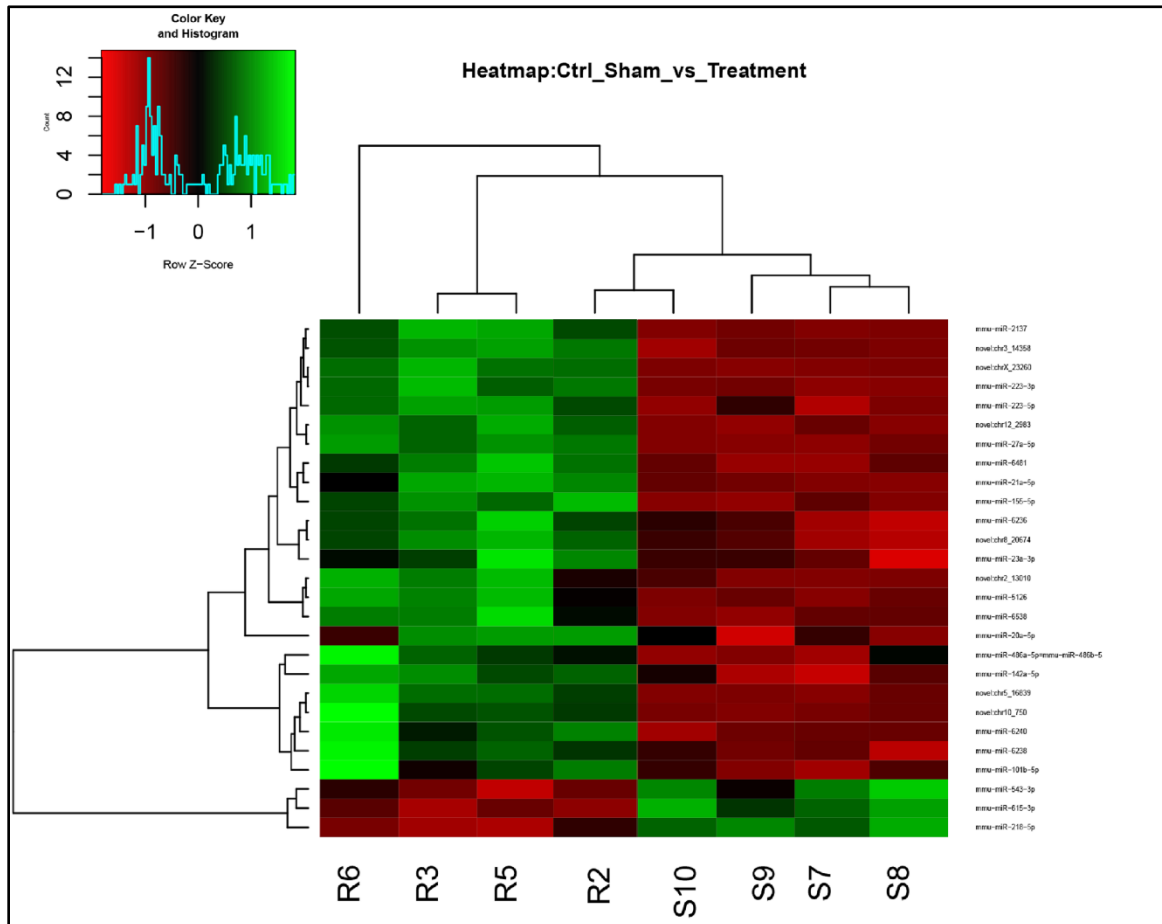 Color Key
and Histogram
Count
0
4
8
12
−1 0 1
Row Z−Score
Heatmap:Ctrl_Sham_vs_Treatment
mmu−miR−2137
novel:chr3_14358
novel:chrX_23260
mmu−miR−223−3p
mmu−miR−223−5p
novel:chr12_2983
mmu−miR−27a−5p
mmu−miR−6481
mmu−miR−21a−5p
mmu−miR−155−5p
mmu−miR−6236
novel:chr8_20674
mmu−miR−23a−3p
novel:chr2_13010
mmu−miR−5126
mmu−miR−6538
mmu−miR−20a−5p
mmu−miR−486a−5p+mmu−miR−486b−5
mmu−miR−142a−5p
novel:chr5_16839
novel:chr10_750
mmu−miR−6240
mmu−miR−6238
mmu−miR−101b−5p
mmu−miR−543−3p
mmu−miR−615−3p
mmu−miR−218−5p
R6 R3 R5 R2 S10 S9 S7 S8